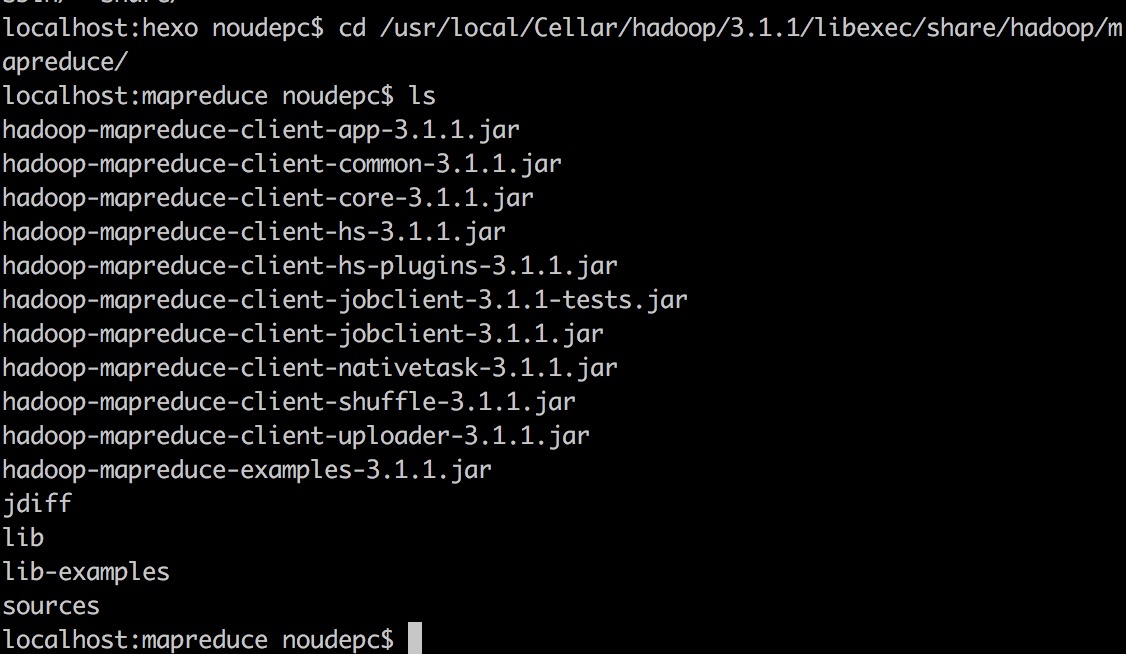 localhost:hexo noudepc$ cd /usr/local/Cellar/hadoop/3.1.1/libexec/share/hadoop/m
apreduce/
localhost:mapreduce noudepc$ ls
hadoop-mapreduce-client-app-3.1.1.jar
hadoop-mapreduce-client-common-3.1.1.jar
hadoop-mapreduce-client-core-3.1.1.jar
hadoop-mapreduce-client-hs-3.1.1.jar
hadoop-mapreduce-client-hs-plugins-3.1.1.jar
hadoop-mapreduce-client-jobclient-3.1.1-tests.jar
hadoop-mapreduce-client-jobclient-3.1.1.jar
hadoop-mapreduce-client-nativetask-3.1.1.jar
hadoop-mapreduce-client-shuffle-3.1.1.jar
hadoop-mapreduce-client-uploader-3.1.1.jar
hadoop-mapreduce-examples-3.1.1.jar
jdiff
lib
lib-examples
sources
localhost:mapreduce noudepc$